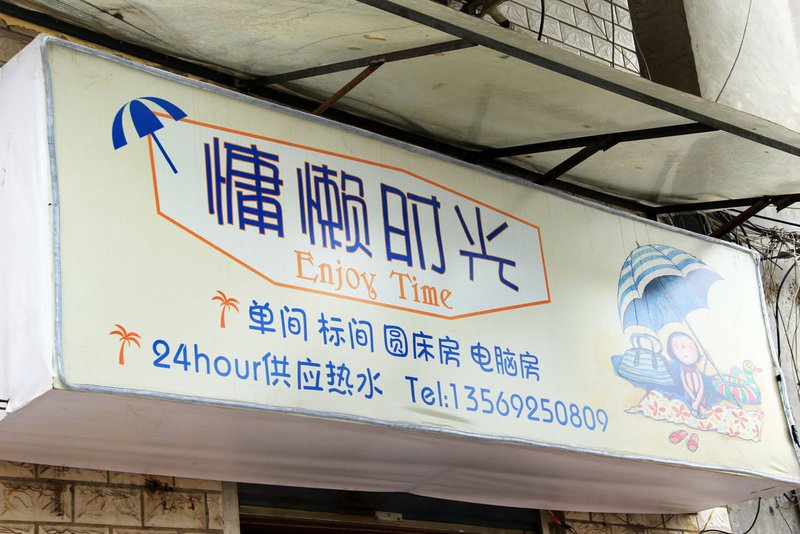 慵懒时光
Enjoy Time
单间 标间 圆床房 电脑房
24hour供应热水 Tel:13569250809